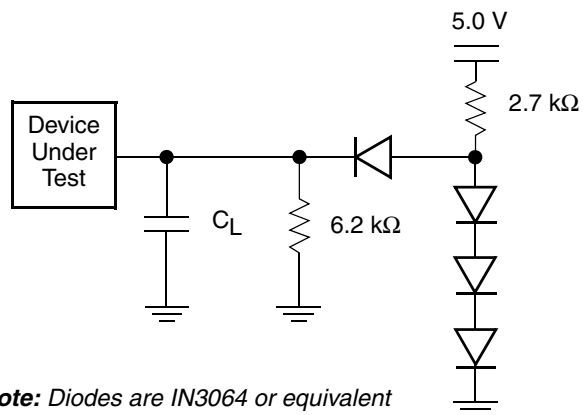 5.0 V
2.7 kΩ
Device
Under
Test
C_L
6.2 kΩ
ote: Diodes are IN3064 or equivalent